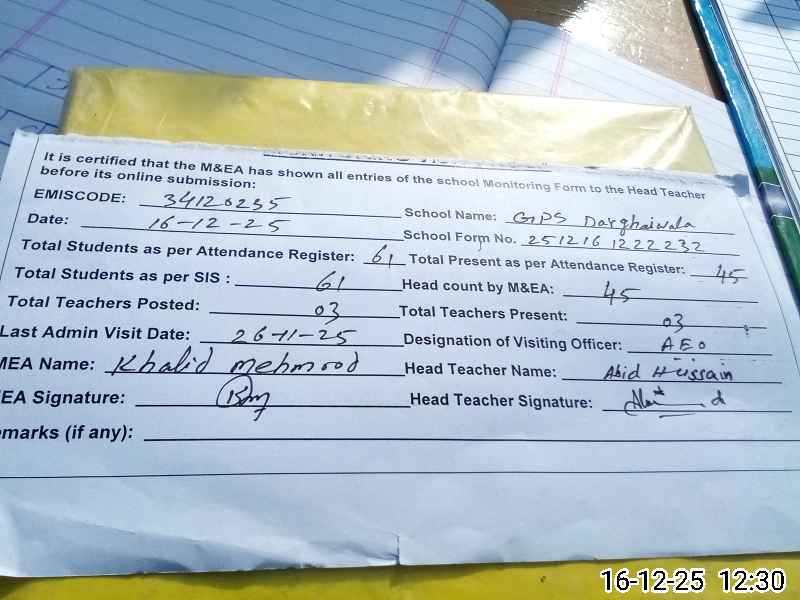 It is certified that the M&EA has shown all entries of the school Monitoring Form to the Head Teacher
before its online submission:
EMISCODE: 34120235 School Name: GPS Darghaiwala
Date: 16-12-25 School Form No. 251216 1222232
Total Students as per Attendance Register: 61 Total Present as per Attendance Register: 45
Total Students as per SIS : 61 Head count by M&EA: 45
Total Teachers Posted: 03 Total Teachers Present: 03
Last Admin Visit Date: 26-11-25 Designation of Visiting Officer: AEO
MEA Name: Khalid mehmood Head Teacher Name: Abid Hussain
EA Signature: Head Teacher Signature:
emarks (if any):
16-12-25 12:30